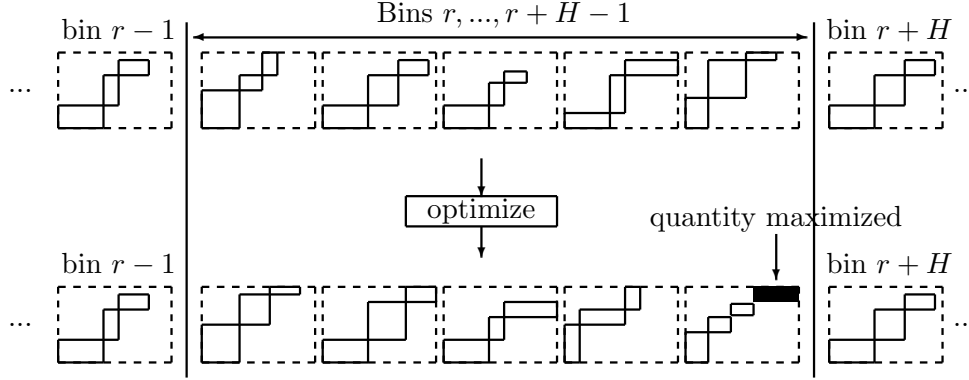 Bins r, ..., r + H − 1
bin r − 1
bin r + H
...
...
optimize
quantity maximized
bin r − 1
bin r + H
...
...